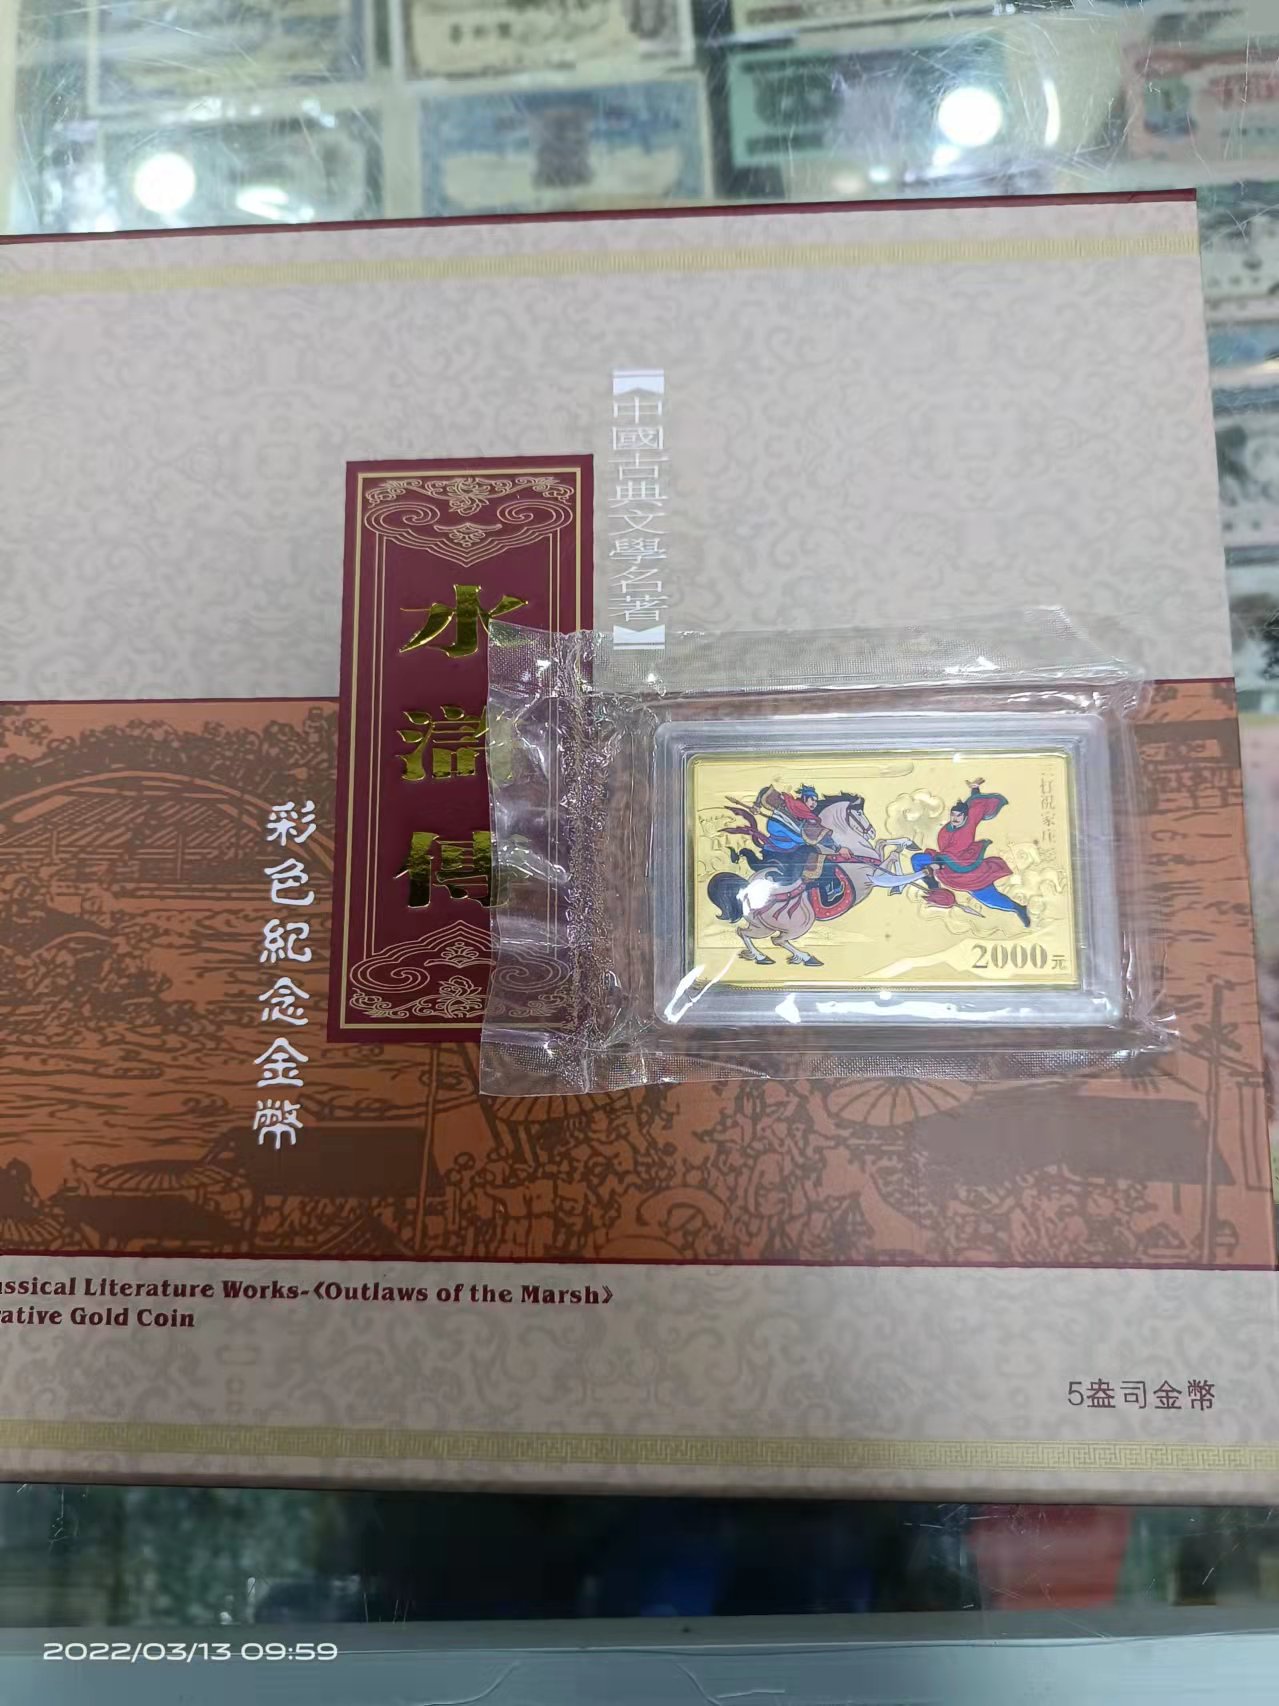 【中國古典文學名著】
水滸傳
彩色紀念金幣
打祝家庄
2000元
ssical Literature Works-《Outlaws of the Marsh》
ative Gold Coin
5盎司金幣
2022/03/13 09:59